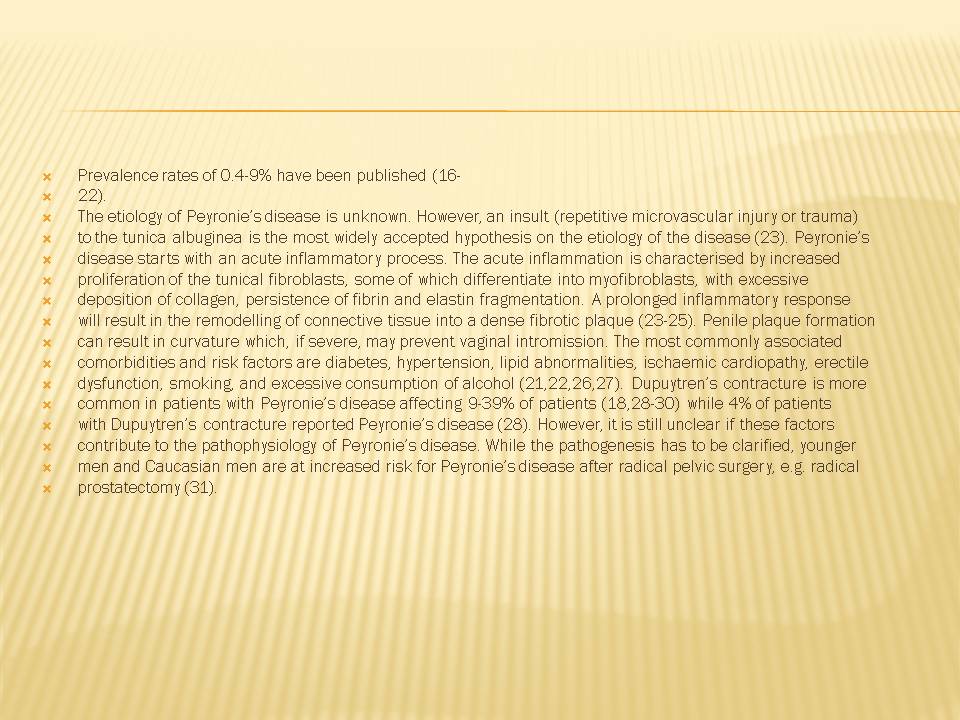 Prevalence rates of 0.4-9% have been published (16-
22).
The etiology of Peyronie's disease is unknown. However, an insult (repetitive microvascular injury or trauma)
to the tunica albuginea is the most widely accepted hypothesis on the etiology of the disease (23). Peyronie's
disease starts with an acute inflammatory process. The acute inflammation is characterised by increased
proliferation of the tunical fibroblasts, some of which differentiate into myofibroblasts, with excessive
deposition of collagen, persistence of fibrin and elastin fragmentation. A prolonged inflammatory response
will result in the remodelling of connective tissue into a dense fibrotic plaque (23-25). Penile plaque formation
can result in curvature which, if severe, may prevent vaginal intromission. The most commonly associated
comorbidities and risk factors are diabetes, hypertension, lipid abnormalities, ischaemic cardiopathy, erectile
dysfunction, smoking, and excessive consumption of alcohol (21,22,26,27). Dupuytren's contracture is more
common in patients with Peyronie's disease affecting 9-39% of patients (18,28-30) while 4% of patients
with Dupuytren's contracture reported Peyronie's disease (28). However, it is still unclear if these factors
contribute to the pathophysiology of Peyronie's disease. While the pathogenesis has to be clarified, younger
men and Caucasian men are at increased risk for Peyronie's disease after radical pelvic surgery, e.g. radical
prostatectomy (31).